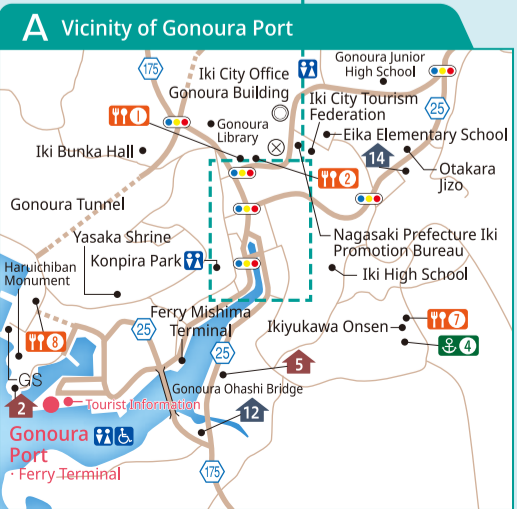 A Vicinity of Gonoura Port
175
Iki City Office
Gonoura Building
Gonoura Junior
High School
25
1
Gonoura
Library
Iki City Tourism
Federation
Eika Elementary School
Iki Bunka Hall
14
2
Otakara
Jizo
Gonoura Tunnel
Nagasaki Prefecture Iki
Promotion Bureau
Yasaka Shrine
Konpira Park
Iki High School
Haruichiban
Monument
Ferry Mishima
Terminal
Ikiyukawa Onsen
7
4
8
25
25
5
GS
Gonoura Ohashi Bridge
2
Tourist Information
12
Gonoura
Port
· Ferry Terminal
175